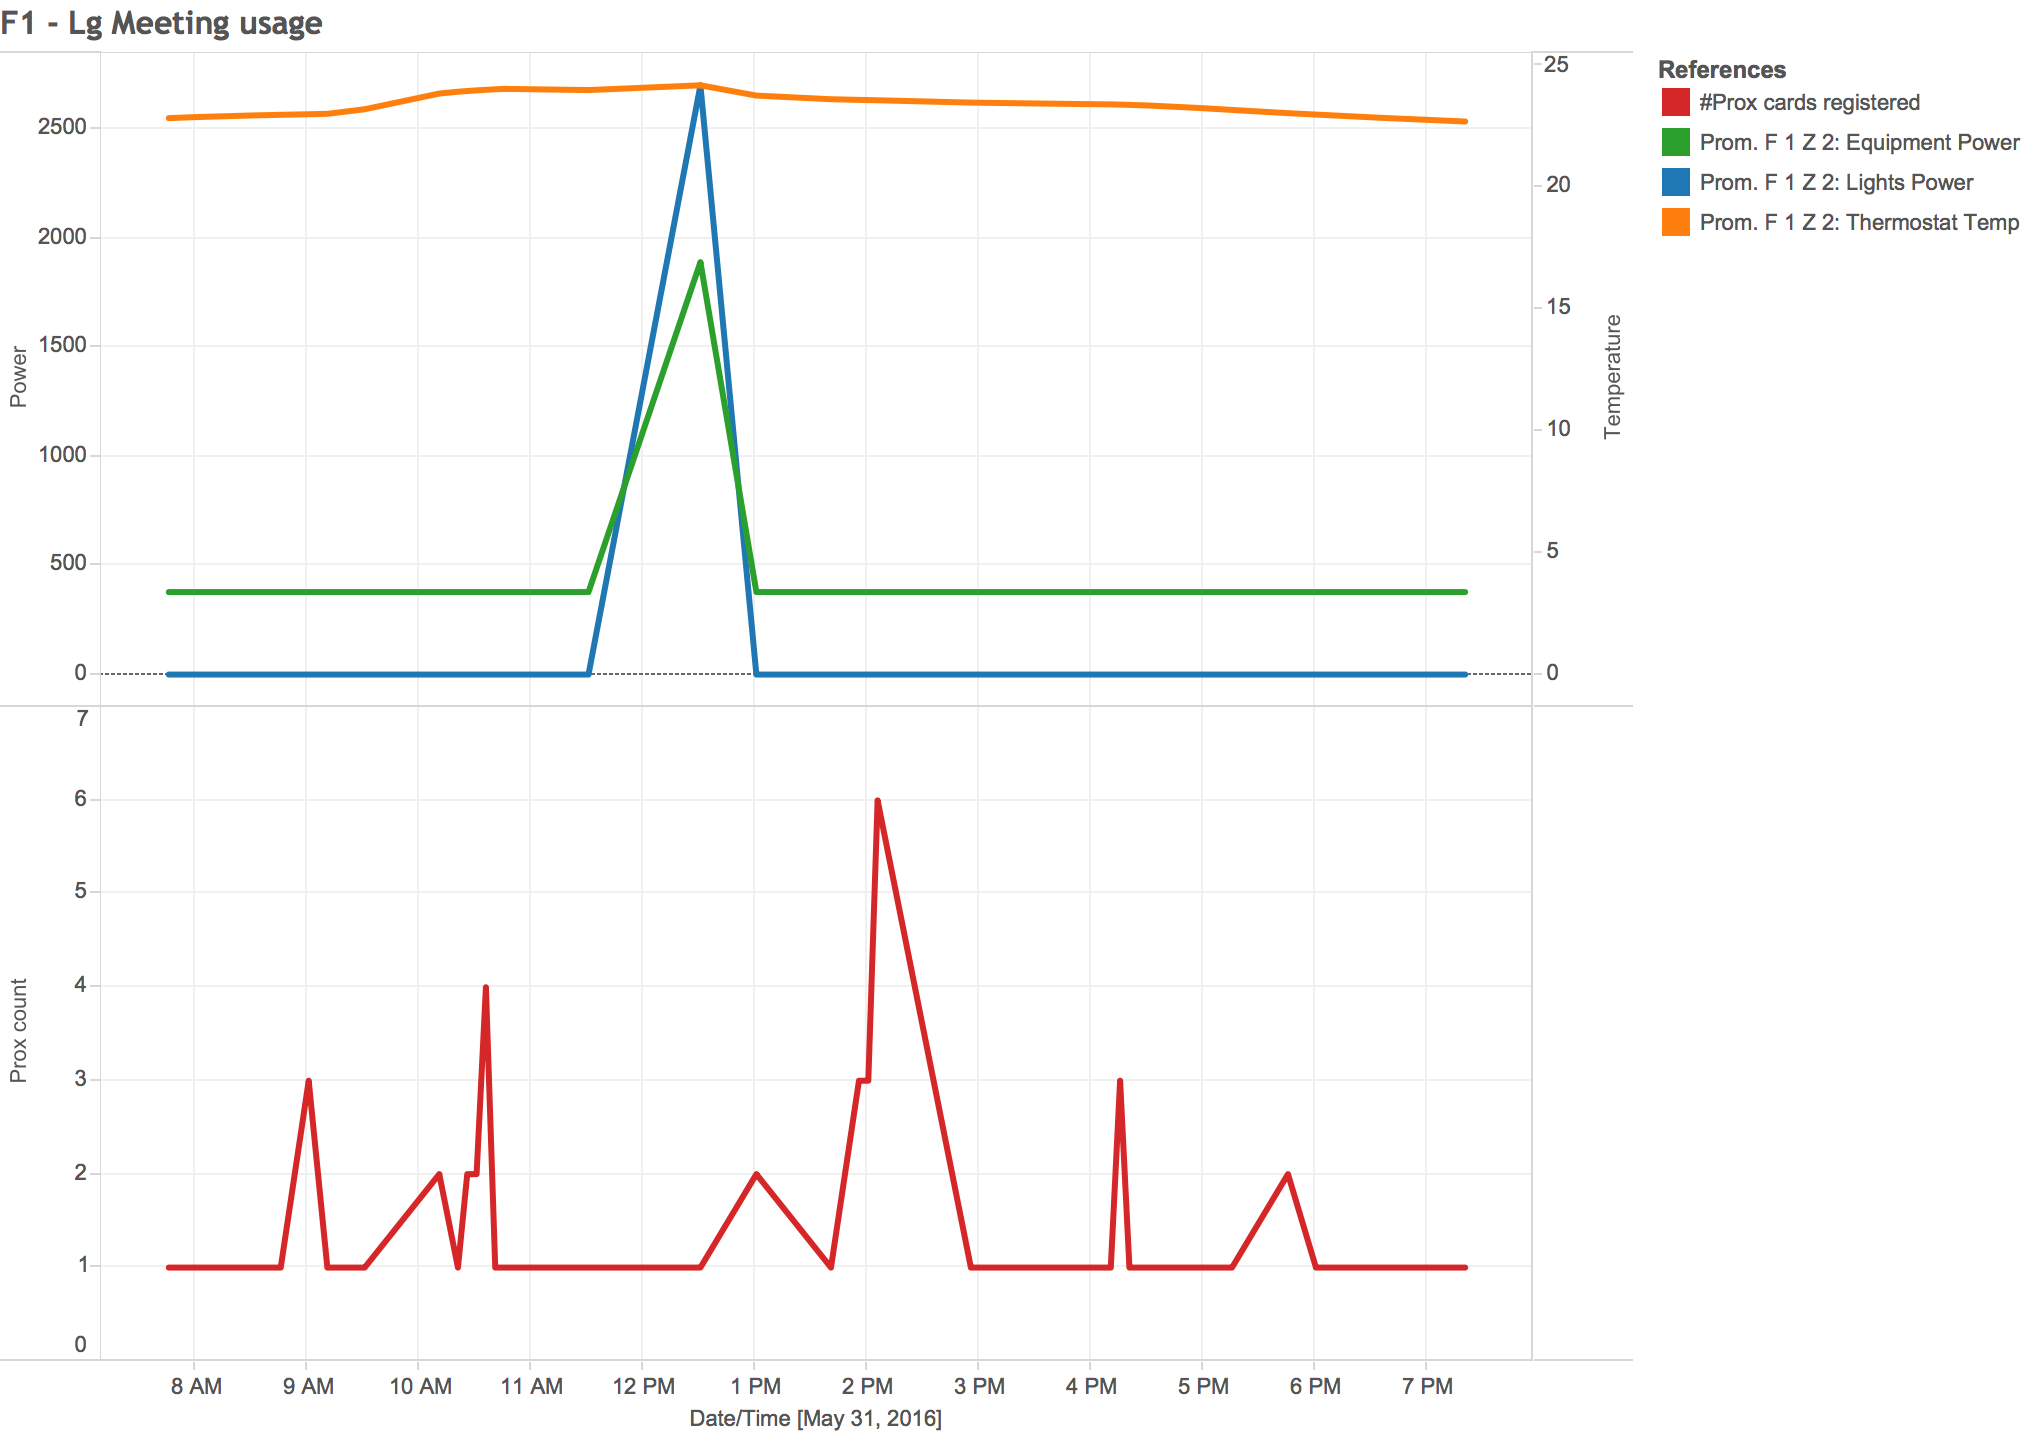 F1 - Lg Meeting usage
References
#Prox cards registered
Prom. F 1 Z 2: Equipment Power
Prom. F 1 Z 2: Lights Power
Prom. F 1 Z 2: Thermostat Temp
2500
2000
1500
1000
500
0
Power
25
20
15
10
5
0
Temperature
7
6
5
4
3
2
1
0
Prox count
8 AM 9 AM 10 AM 11 AM 12 PM 1 PM 2 PM 3 PM 4 PM 5 PM 6 PM 7 PM
Date/Time [May 31, 2016]